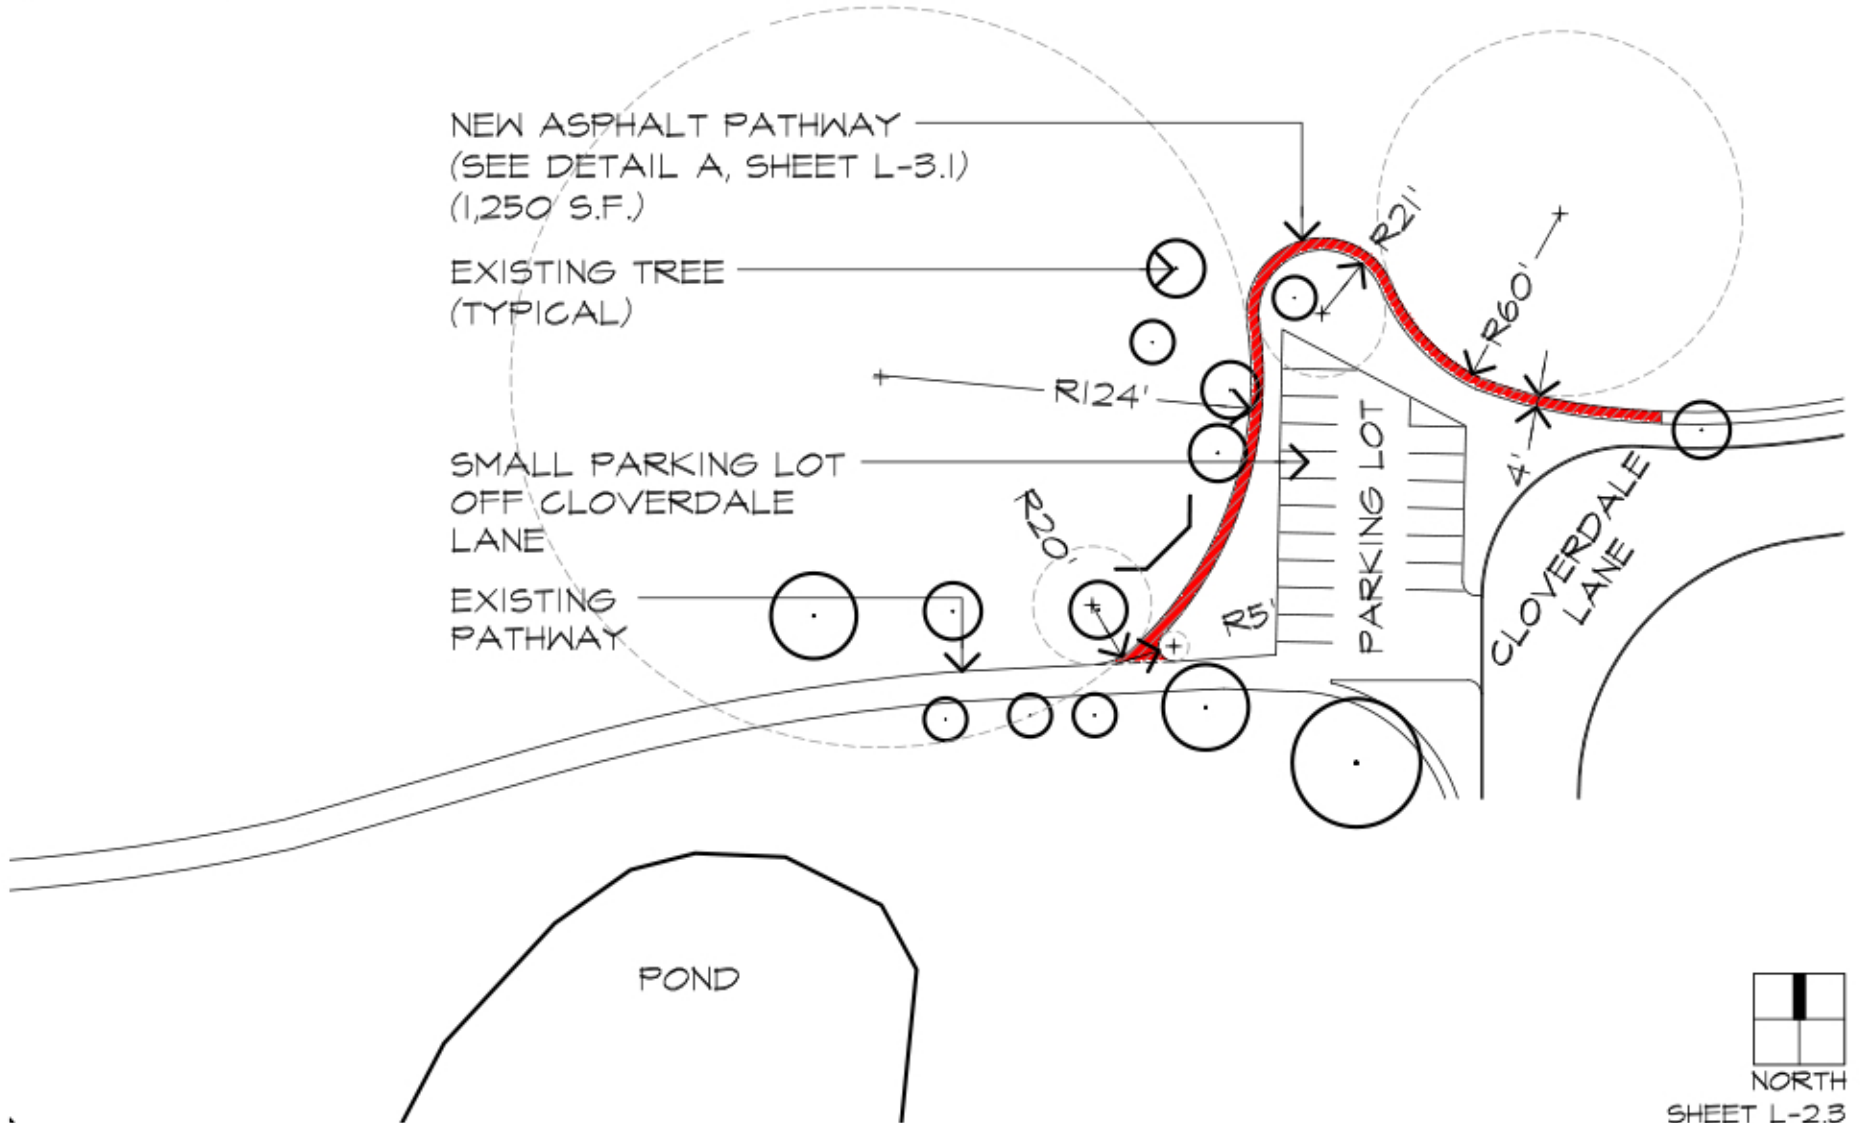 NEW ASPHALT PATHWAY
(SEE DETAIL A, SHEET L-3.1)
(1,250 S.F.)
EXISTING TREE
(TYPICAL)
R21'
R60'
R124'
SMALL PARKING LOT
OFF CLOVERDALE
LANE
R20'
4'
PARKING LOT
CLOVERDALE
LANE
EXISTING
PATHWAY
R5'
POND
NORTH
SHEET L-2.3